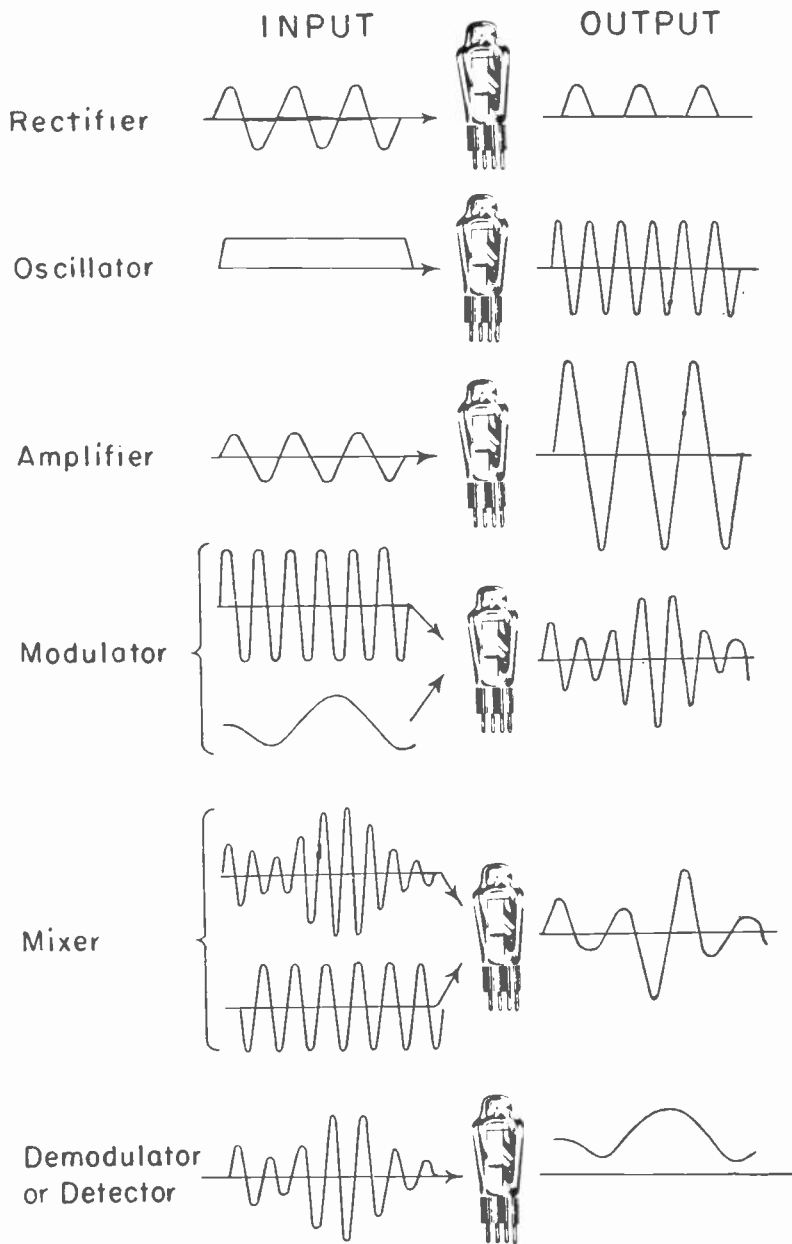 INPUT OUTPUT
Rectifier
Oscillator
Amplifier
Modulator
Mixer
Demodulator
or Detector